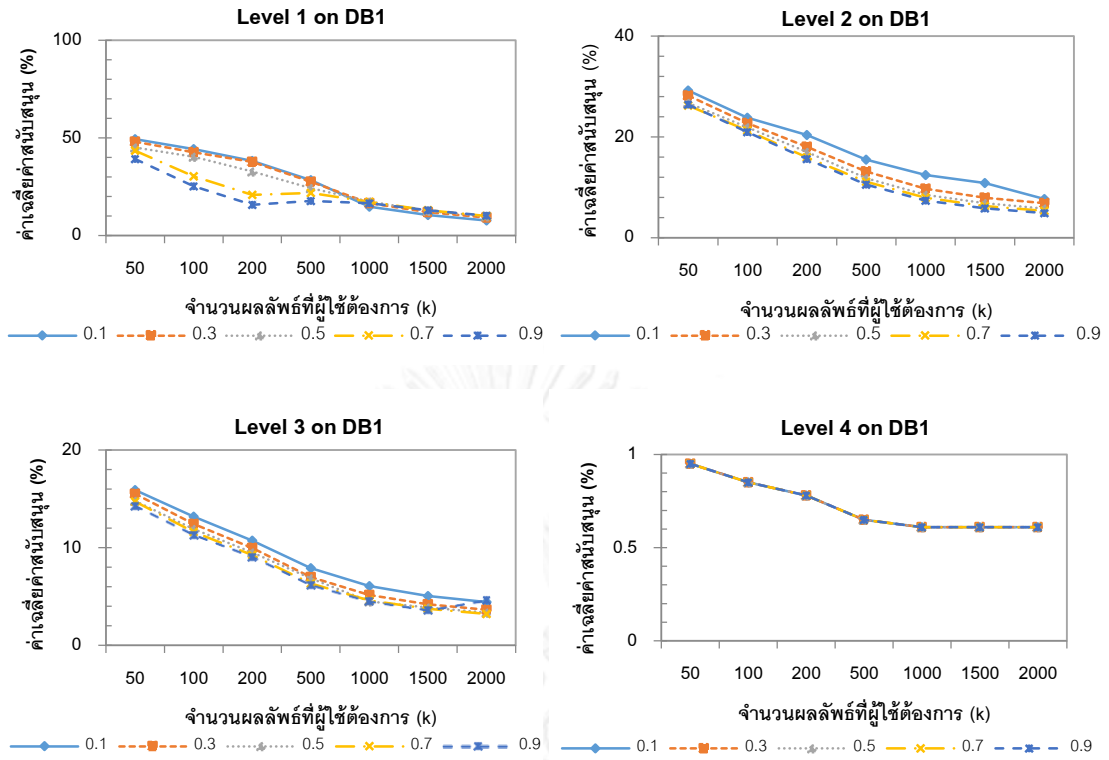 Level 1 on DB1
ค่าเฉลี่ยค่าสนับสนุน (%)
100
50
0
50 100 200 500 1000 1500 2000
จำนวนผลลัพธ์ที่ผู้ใช้ต้องการ (k)
0.1 0.3 0.5 0.7 0.9
Level 2 on DB1
ค่าเฉลี่ยค่าสนับสนุน (%)
40
20
0
50 100 200 500 1000 1500 2000
จำนวนผลลัพธ์ที่ผู้ใช้ต้องการ (k)
0.1 0.3 0.5 0.7 0.9
Level 3 on DB1
ค่าเฉลี่ยค่าสนับสนุน (%)
20
10
0
50 100 200 500 1000 1500 2000
จำนวนผลลัพธ์ที่ผู้ใช้ต้องการ (k)
0.1 0.3 0.5 0.7 0.9
Level 4 on DB1
ค่าเฉลี่ยค่าสนับสนุน (%)
1
0.5
0
50 100 200 500 1000 1500 2000
จำนวนผลลัพธ์ที่ผู้ใช้ต้องการ (k)
0.1 0.3 0.5 0.7 0.9